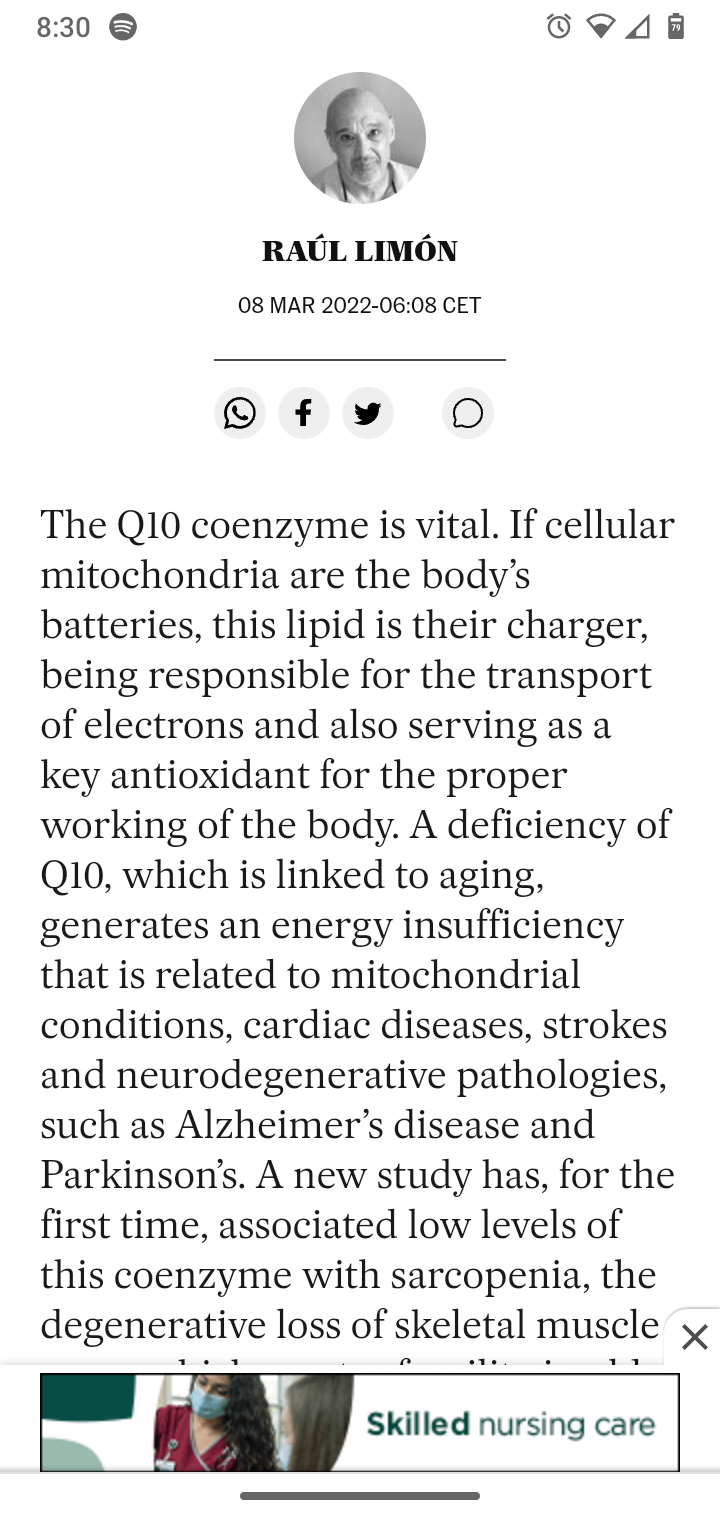 8:30
79
RAÚL LIMÓN
08 MAR 2022-06:08 CET
The Q10 coenzyme is vital. If cellular
mitochondria are the body’s
batteries, this lipid is their charger,
being responsible for the transport
of electrons and also serving as a
key antioxidant for the proper
working of the body. A deficiency of
Q10, which is linked to aging,
generates an energy insufficiency
that is related to mitochondrial
conditions, cardiac diseases, strokes
and neurodegenerative pathologies,
such as Alzheimer’s disease and
Parkinson’s. A new study has, for the
first time, associated low levels of
this coenzyme with sarcopenia, the
degenerative loss of skeletal muscle
Skilled nursing care